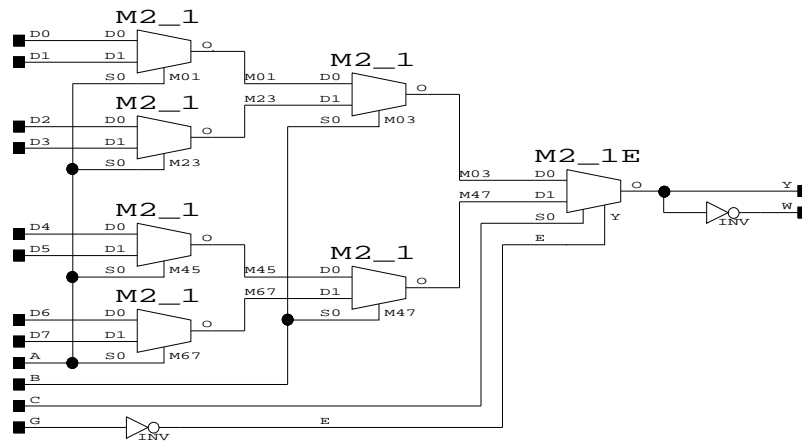 M2_1
D0 D0 O
D1 D1
S0 M01 M01 D0 M2_1 O
M2_1
D2 D0 O M23 D1
D3 D1 S0 M03
S0 M23
M2_1E
M03 D0 O Y
M47 D1
S0 Y W
INV
M2_1
D4 D0 O E
D5 D1 M2_1
S0 M45 M45 D0 O
M2_1
M67 D1
D6 D0 O S0 M47
D7 D1
A S0 M67
B
C
G INV E